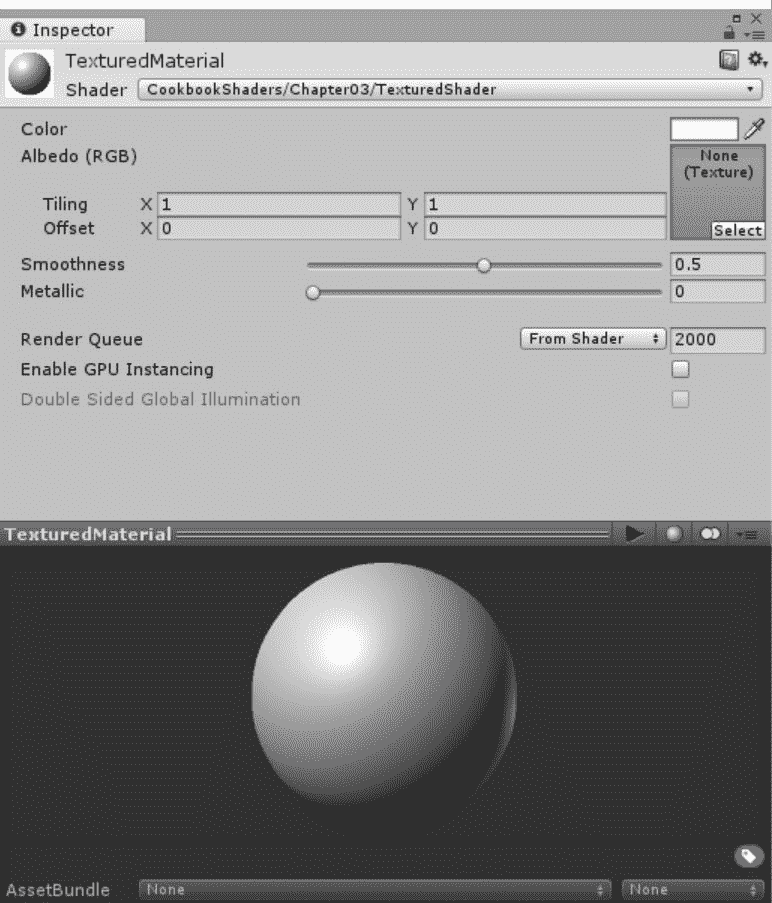 Inspector
TexturedMaterial
Shader CookbookShaders/Chapter03/TexturedShader
Color
Albedo (RGB)
None
(Texture)
Tiling X 1 Y 1
Offset X 0 Y 0
Select
Smoothness 0.5
Metallic 0
Render Queue From Shader 2000
Enable GPU Instancing
Double Sided Global Illumination
TexturedMaterial
AssetBundle None None